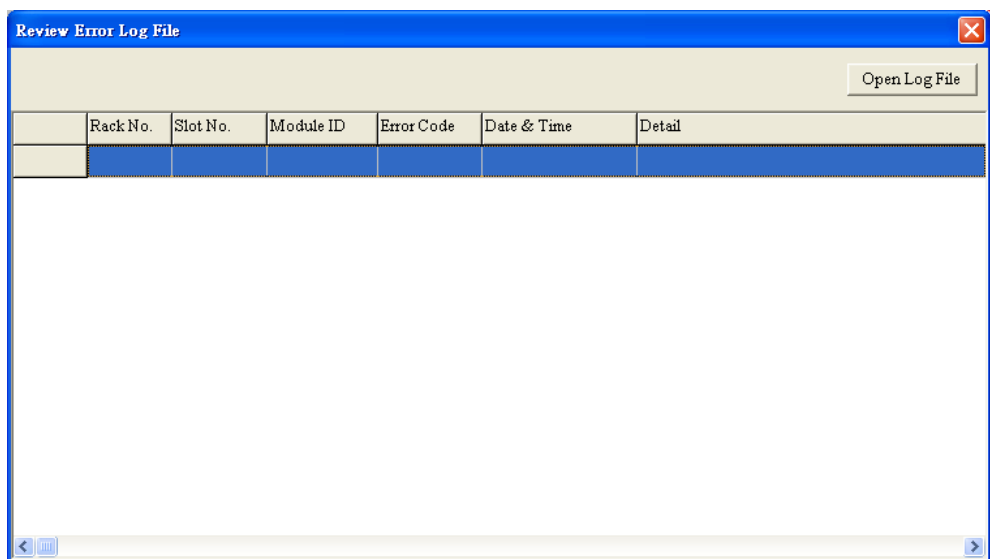 Review Error Log File
Open Log File
Rack No. Slot No. Module ID Error Code Date & Time Detail